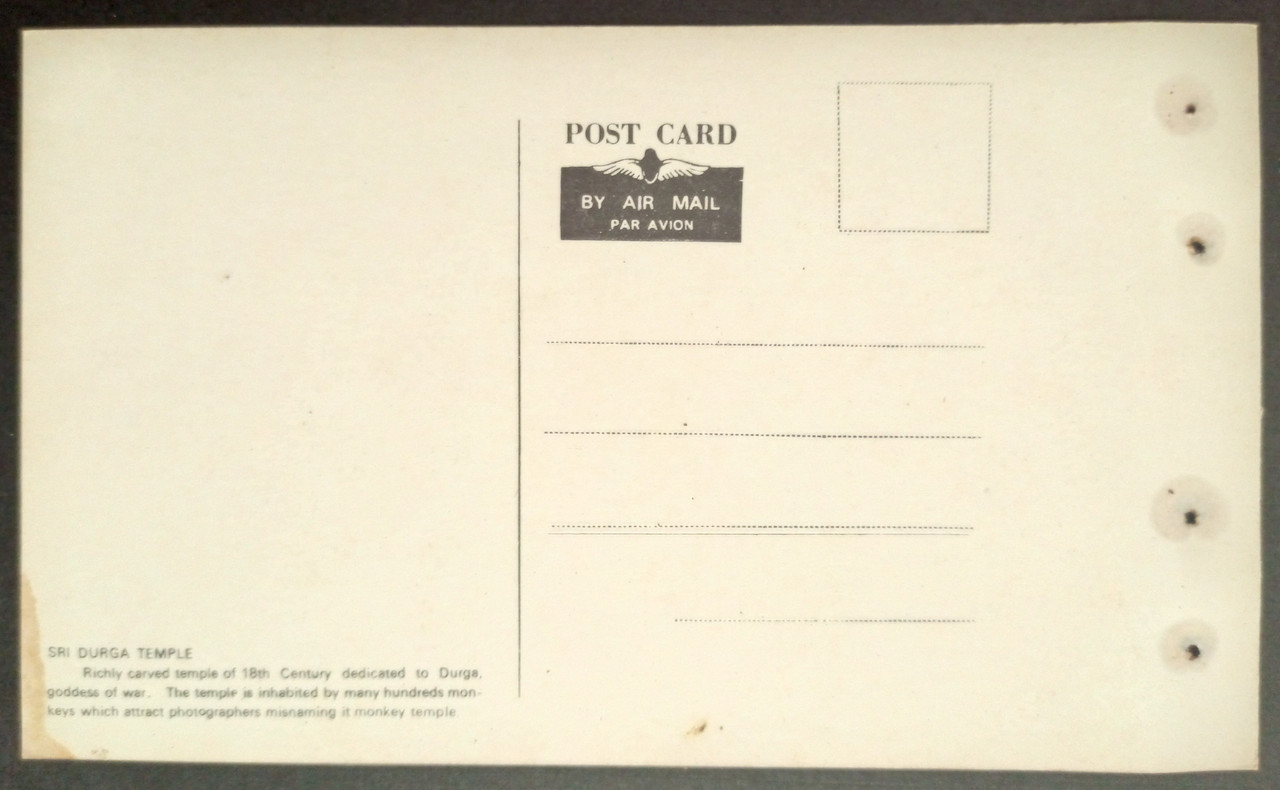 POST CARD
BY AIR MAIL
PAR AVION
SRI DURGA TEMPLE
Richly carved temple of 18th Century dedicated to Durga,
goddess of war. The temple is inhabited by many hundreds mon-
keys which attract photographers misnaming it monkey temple.